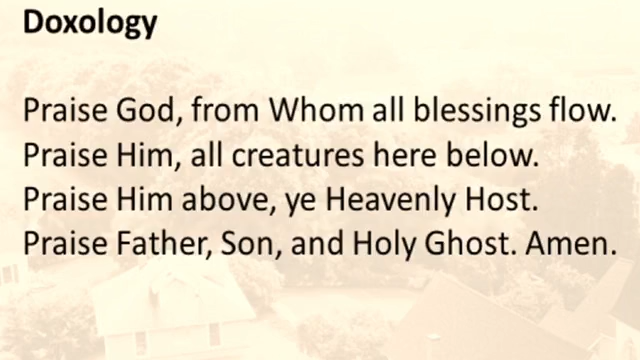 Doxology
Praise God, from Whom all blessings flow.
Praise Him, all creatures here below.
Praise Him above, ye Heavenly Host.
Praise Father, Son, and Holy Ghost. Amen.